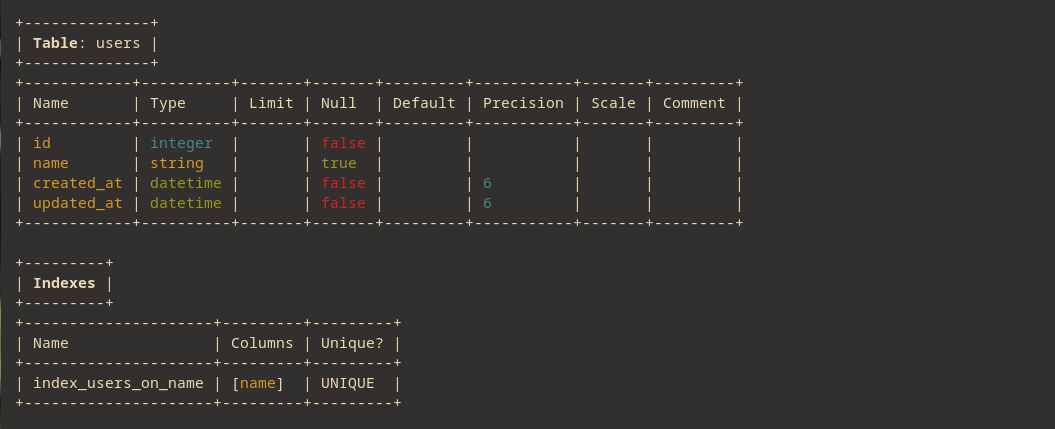 +--------------+
| Table: users |
+--------------+
+------------+----------+-------+-------+---------+-----------+-------+---------+
| Name       | Type     | Limit | Null  | Default | Precision | Scale | Comment |
+------------+----------+-------+-------+---------+-----------+-------+---------+
| id         | integer  |       | false |         |           |       |         |
| name       | string   |       | true  |         |           |       |         |
| created_at | datetime |       | false |         | 6         |       |         |
| updated_at | datetime |       | false |         | 6         |       |         |
+------------+----------+-------+-------+---------+-----------+-------+---------+
+---------+
| Indexes |
+---------+
+---------------------+---------+---------+
| Name                | Columns | Unique? |
+---------------------+---------+---------+
| index_users_on_name | [name]  | UNIQUE  |
+---------------------+---------+---------+